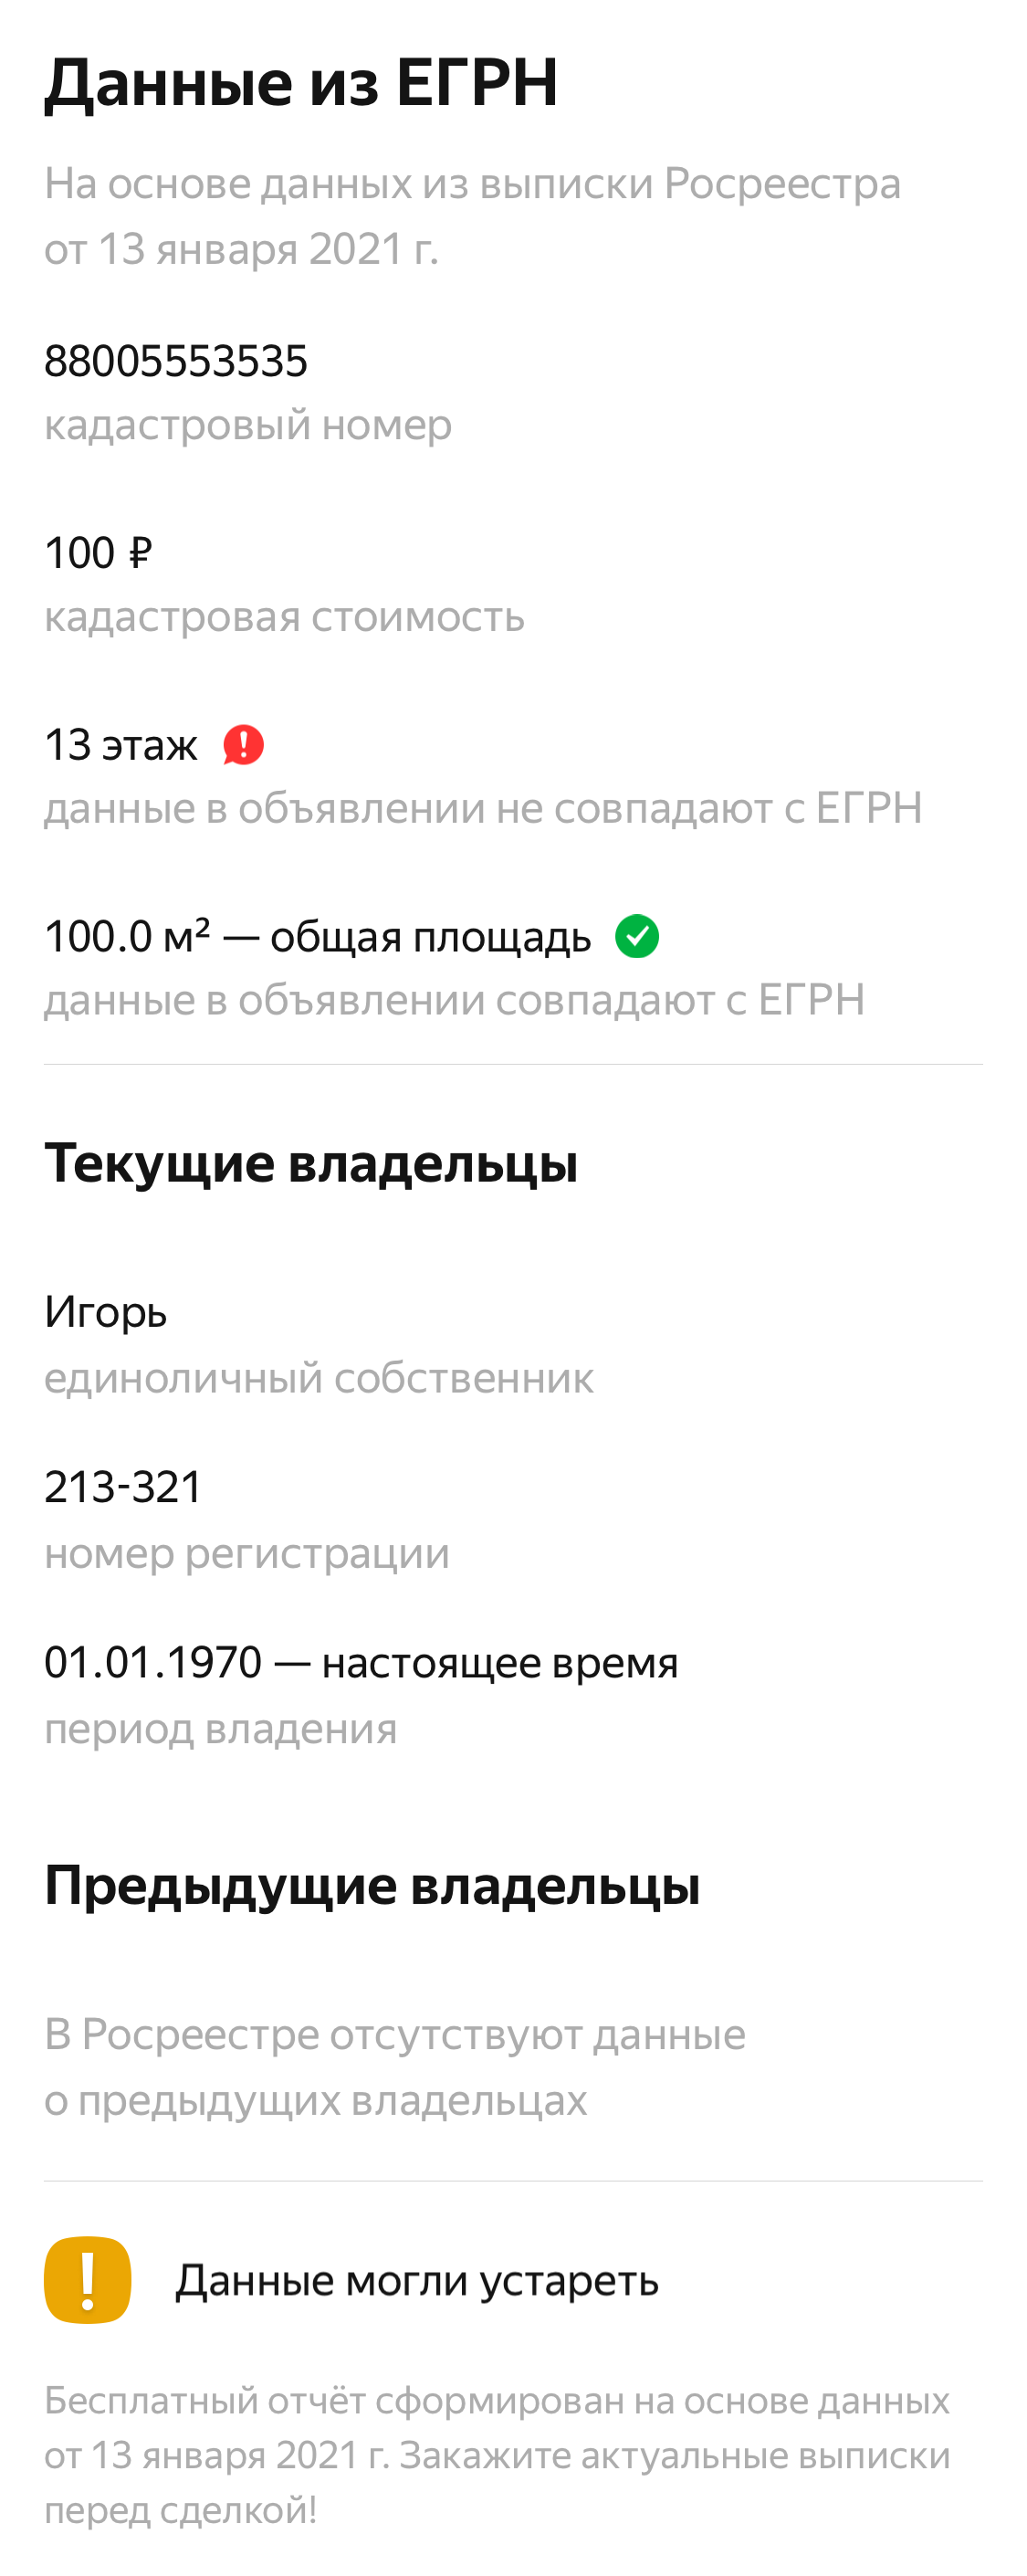 Данные из ЕГРН
На основе данных из выписки Росреестра
от 13 января 2021 г.
88005553535
кадастровый номер
100 ₽
кадастровая стоимость
13 этаж
данные в объявлении не совпадают с ЕГРН
100.0 м² — общая площадь
данные в объявлении совпадают с ЕГРН
Текущие владельцы
Игорь
единоличный собственник
213-321
номер регистрации
01.01.1970 — настоящее время
период владения
Предыдущие владельцы
В Росреестре отсутствуют данные
о предыдущих владельцах
Данные могли устареть
Бесплатный отчёт сформирован на основе данных
от 13 января 2021 г. Закажите актуальные выписки
перед сделкой!